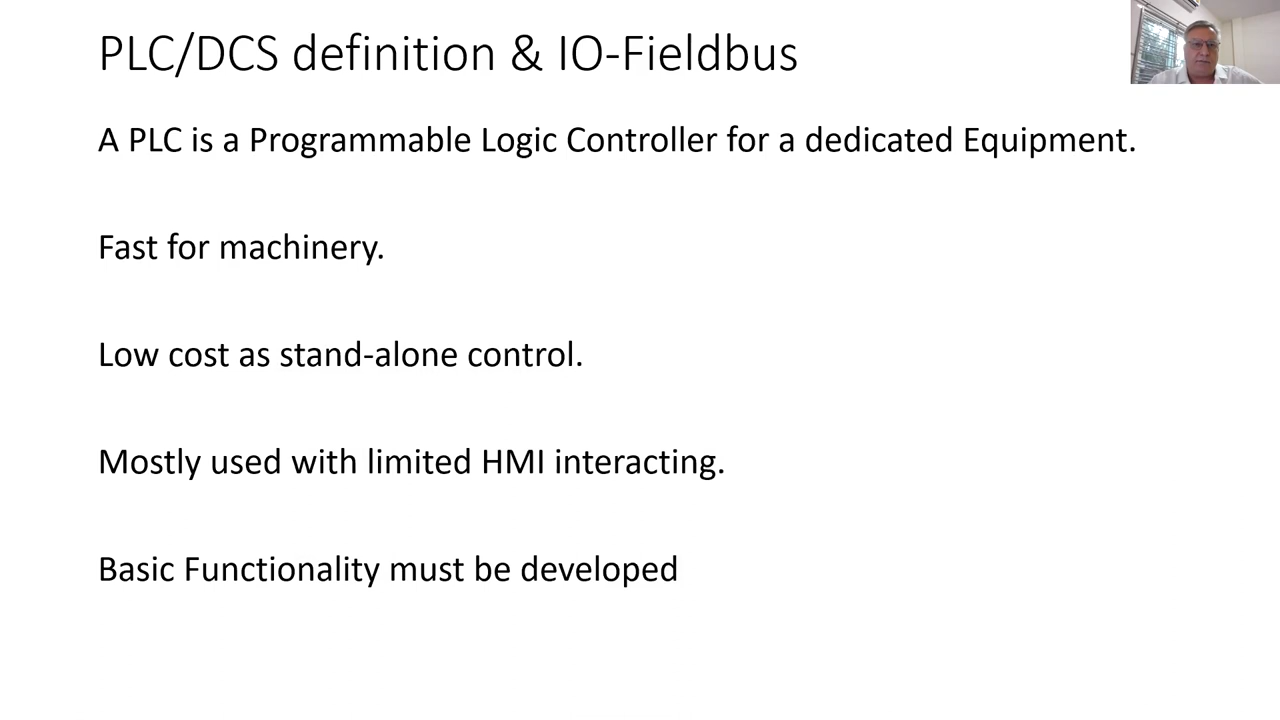 PLC/DCS definition & IO-Fieldbus
A PLC is a Programmable Logic Controller for a dedicated Equipment.
Fast for machinery.
Low cost as stand-alone control.
Mostly used with limited HMI interacting.
Basic Functionality must be developed